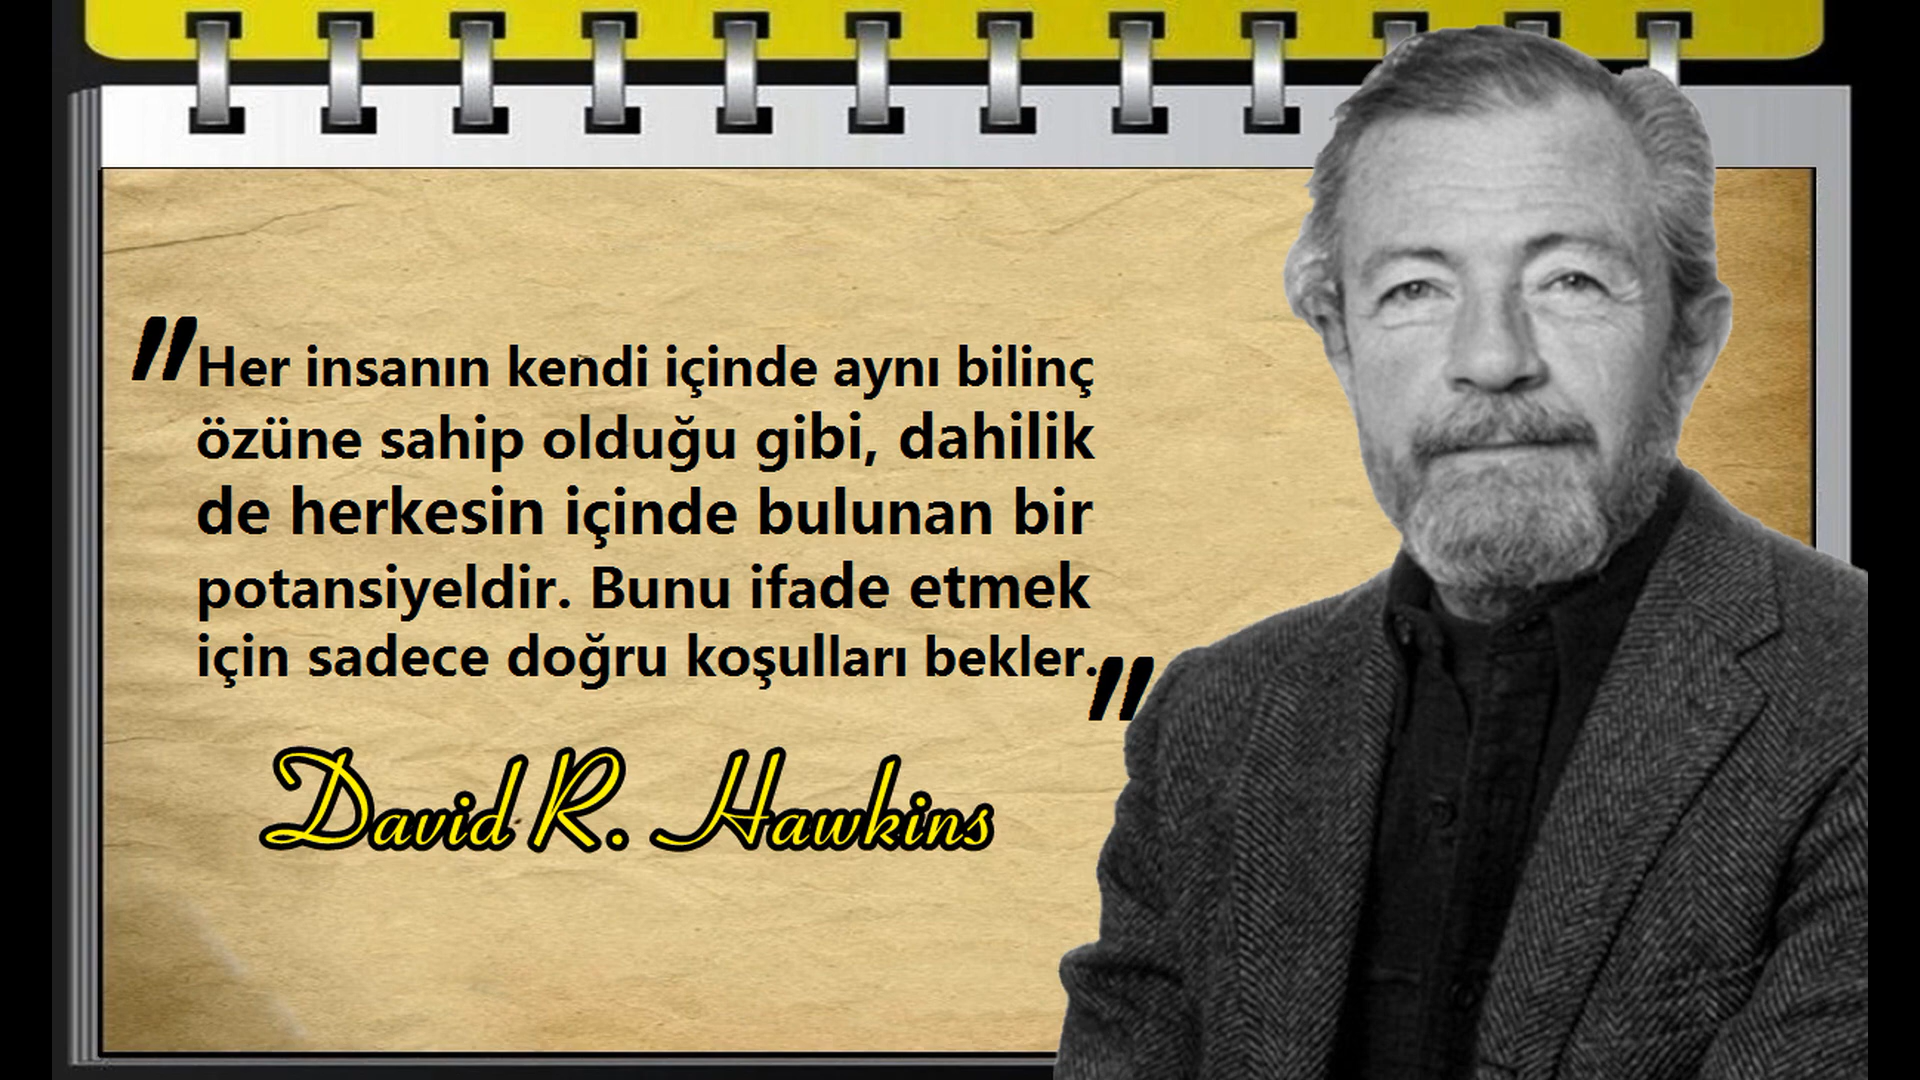 "Her insanın kendi içinde aynı bilinç
özüne sahip olduğu gibi, dahilik
de herkesin içinde bulunan bir
potansiyeldir. Bunu ifade etmek
için sadece doğru koşulları bekler."
David R. Hawkins